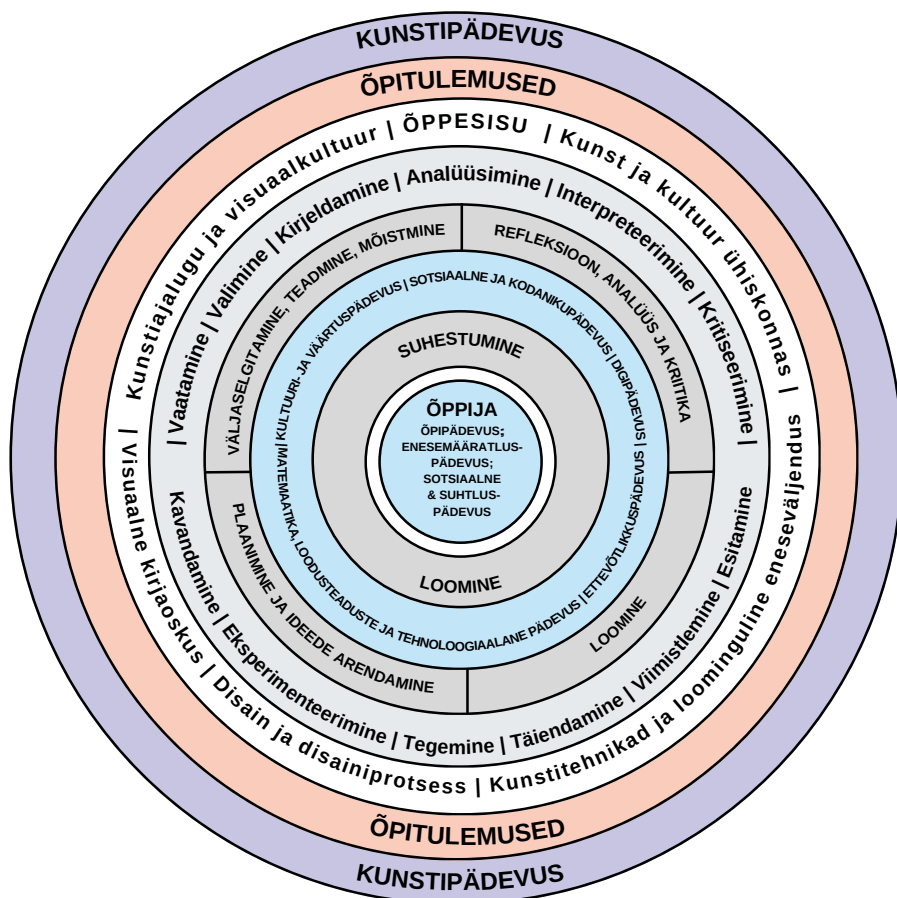 KUNSTIPÄDEVUS
ÕPITULEMUSED
| Kunstiajalugu ja visuaalkultuur | ÕPPESISU | Kunst ja kultuur ühiskonnas |
| Vaatamine | Valimine | Kirjeldamine | Analüüsimine | Interpreteerimine | Kritiseerimine |
VÄLJASELGITAMINE, TEADMINE, MÕISTMINE
REFLEKSIOON, ANALÜÜS JA KRIITIKA
| KULTUURI- JA VÄÄRTUSPÄDEVUS | SOTSIAALNE JA KODANIKUPÄDEVUS | DIGIPÄDEVUS |
SUHESTUMINE
ÕPPIJA
ÕPIPÄDEVUS;
ENESEMÄÄRATLUS-
PÄDEVUS;
SOTSIAALNE
& SUHTLUS-
PÄDEVUS
LOOMINE
MATEMAATIKA, LOODUSTEADUSTE JA TEHNOLOOGIAALANE PÄDEVUS | ETTEVÕTLIKKUSPÄDEVUS |
PLAANIMINE JA IDEEDE ARENDAMINE
LOOMINE
Kavandamine | Eksperimenteerimine | Tegemine | Täiendamine | Viimistlemine | Esitamine
Visuaalne kirjaoskus | Disain ja disainiprotsess | Kunstitehnikad ja loominguline eneseväljendus
ÕPITULEMUSED
KUNSTIPÄDEVUS